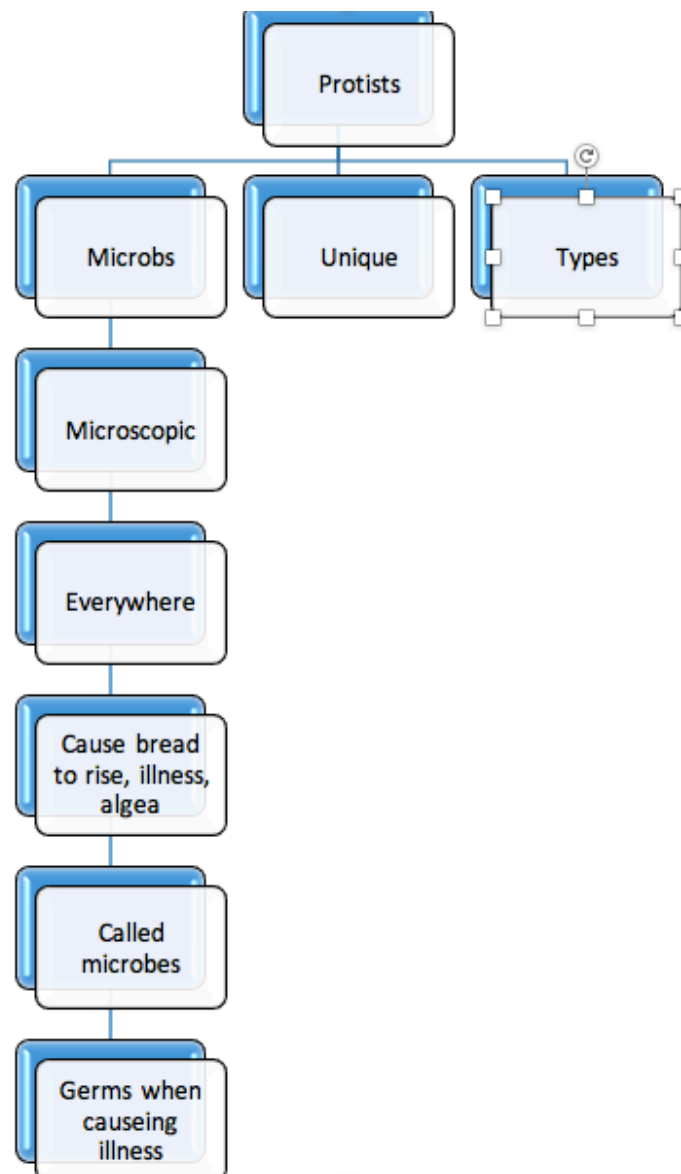 Protists
Microbs
Unique
Types
Microscopic
Everywhere
Cause bread
to rise, illness,
algea
Called
microbes
Germs when
causeing
illness